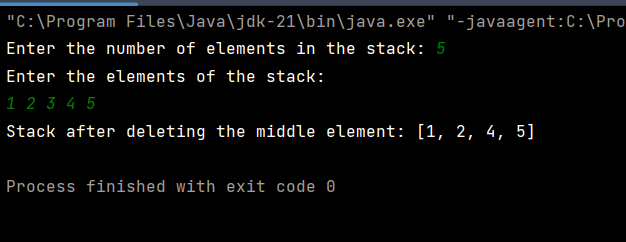 "C:\Program Files\Java\jdk-21\bin\java.exe" "-javaagent:C:\Pro
Enter the number of elements in the stack: 5
Enter the elements of the stack:
1 2 3 4 5
Stack after deleting the middle element: [1, 2, 4, 5]
Process finished with exit code 0